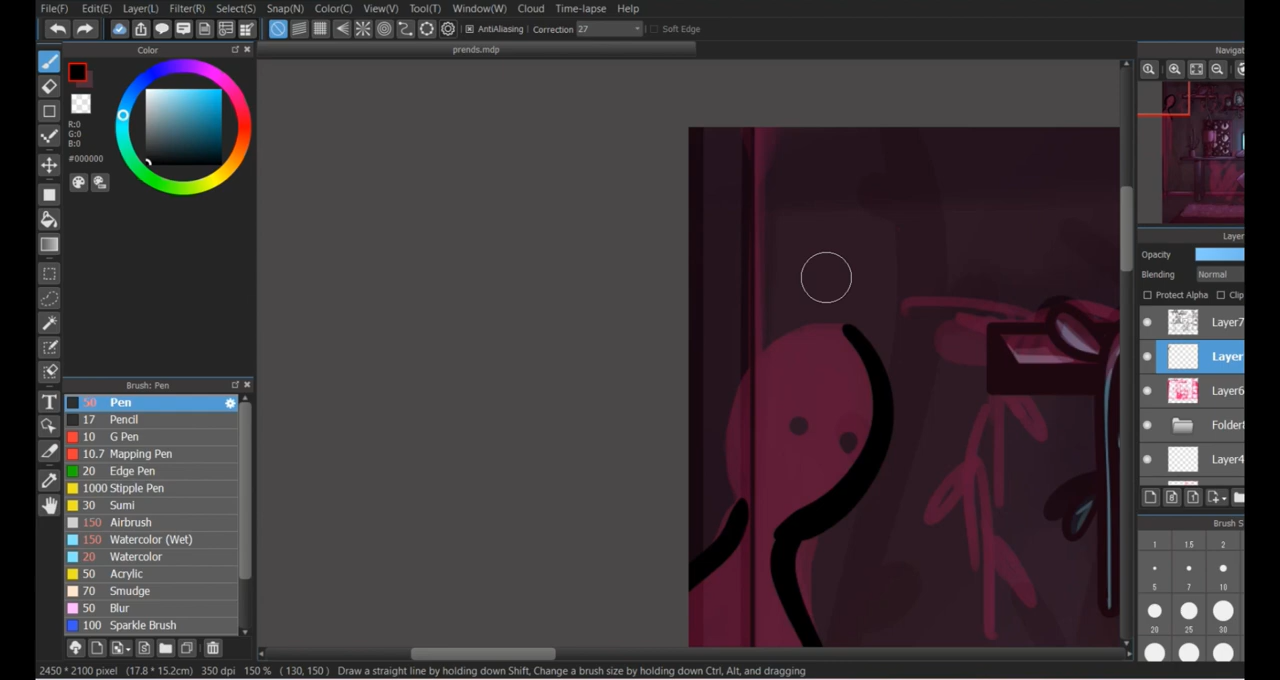 File(F) Edit(E) Layer(L) Filter(R) Select(S) Snap(N) Color(C) View(V) Tool(T) Window(W) Cloud Time-lapse Help
AntiAliasing Correction 27 Soft Edge
Color
prends.mdp
Navigat
R:0
G:0
B:0
#000000
Layer
Opacity
Blending Normal
Protect Alpha Clip
Layer7
Layer
Layer6
Folder8
Layer4
Brush: Pen
50 Pen
17 Pencil
10 G Pen
10.7 Mapping Pen
20 Edge Pen
1000 Stipple Pen
30 Sumi
150 Airbrush
150 Watercolor (Wet)
20 Watercolor
50 Acrylic
70 Smudge
50 Blur
100 Sparkle Brush
Brush S
1 1.5 2
5 7 10
20 25 30
T
2450 * 2100 pixel (17.8 * 15.2cm) 350 dpi 150 % ( 130, 150 ) Draw a straight line by holding down Shift, Change a brush size by holding down Ctrl, Alt, and dragging